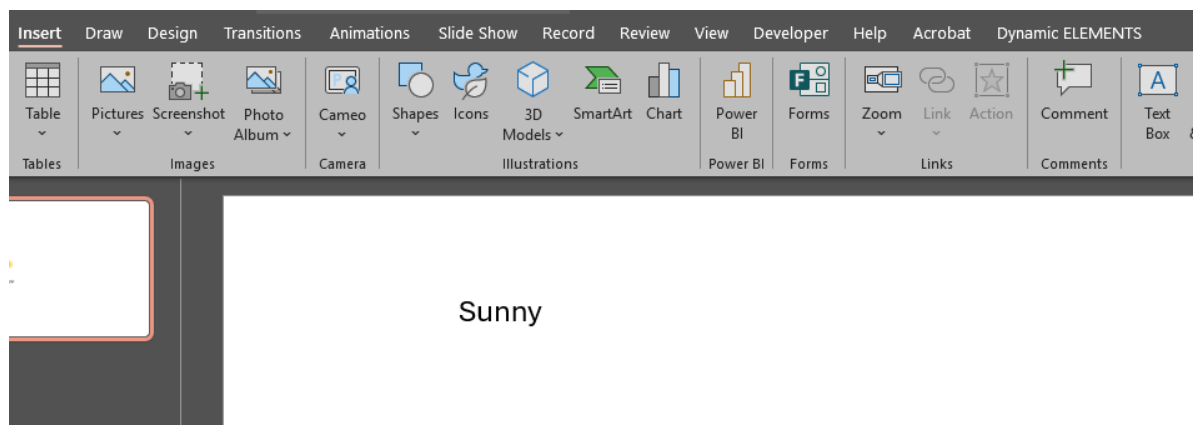 Insert Draw Design Transitions Animations Slide Show Record Review View Developer Help Acrobat Dynamic ELEMENTS
Table Pictures Screenshot Photo Album Cameo Shapes Icons 3D Models SmartArt Chart Power BI Forms Zoom Link Action Comment Text Box
Tables Images Camera Illustrations Power BI Forms Links Comments
Sunny